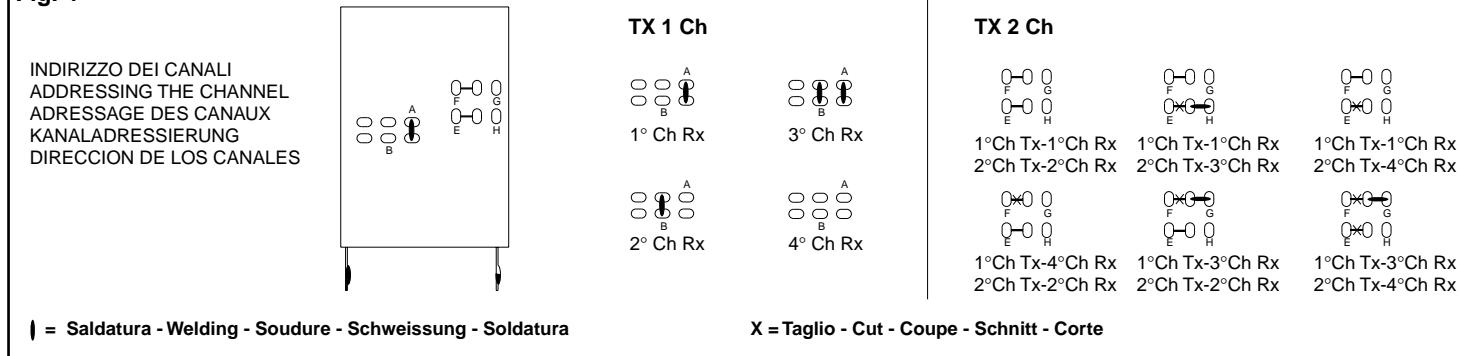 INDIRIZZO DEI CANALI
ADDRESSING THE CHANNEL
ADRESSAGE DES CANAUX
KANALADRESSIERUNG
DIRECCION DE LOS CANALES
A
B
F G
E H
TX 1 Ch
A
B
1° Ch Rx
A
B
3° Ch Rx
A
B
2° Ch Rx
A
B
4° Ch Rx
TX 2 Ch
F G
E H
1°Ch Tx-1°Ch Rx
2°Ch Tx-2°Ch Rx
F G
E H
1°Ch Tx-1°Ch Rx
2°Ch Tx-3°Ch Rx
F G
E H
1°Ch Tx-1°Ch Rx
2°Ch Tx-4°Ch Rx
F G
E H
1°Ch Tx-4°Ch Rx
2°Ch Tx-2°Ch Rx
F G
E H
1°Ch Tx-3°Ch Rx
2°Ch Tx-2°Ch Rx
F G
E H
1°Ch Tx-3°Ch Rx
2°Ch Tx-4°Ch Rx
= Saldatura - Welding - Soudure - Schweissung - Soldatura
X = Taglio - Cut - Coupe - Schnitt - Corte